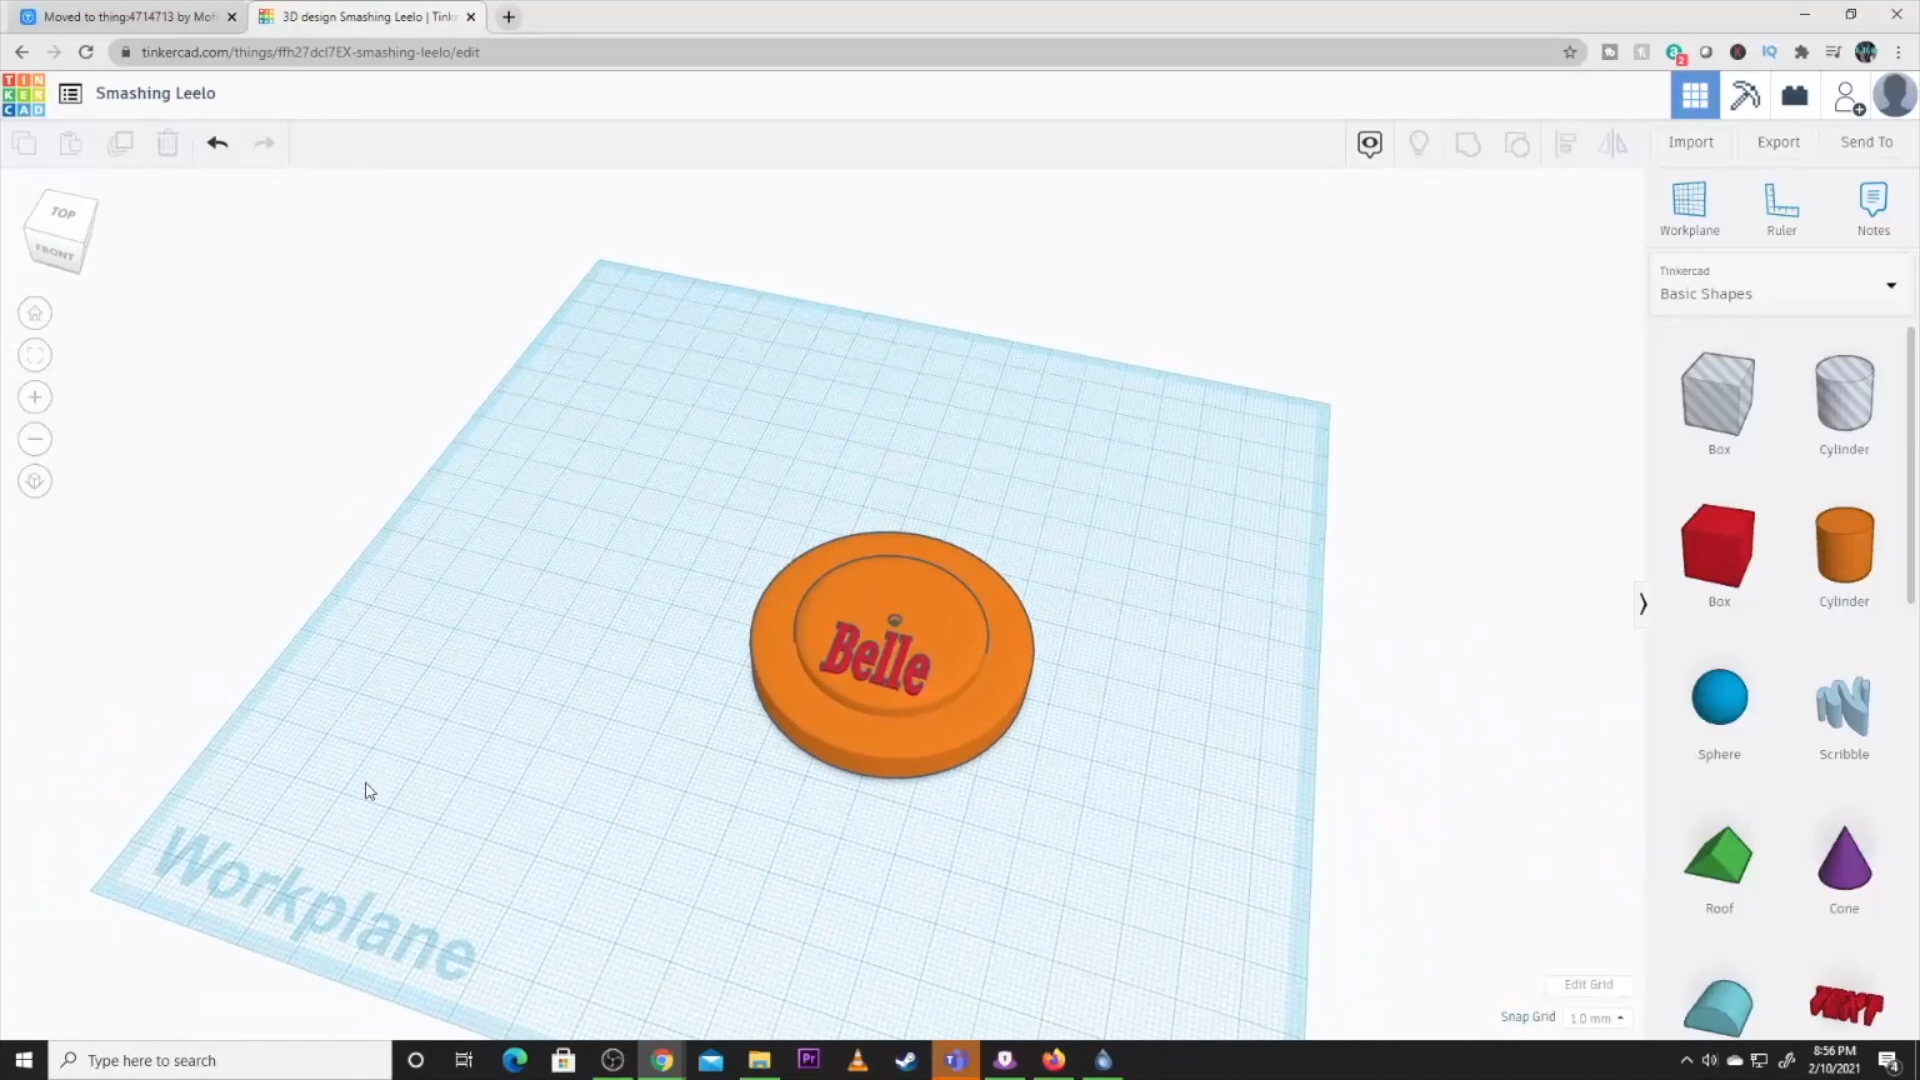 Moved to thing:4714713 by Mof
3D design Smashing Leelo | Tink
tinkercad.com/things/ffh27dcl7EX-smashing-leelo/edit
TIN
KER
CAD
Smashing Leelo
Import
Export
Send To
TOP
FRONT
Workplane
Ruler
Notes
Tinkercad
Basic Shapes
Box
Cylinder
Box
Cylinder
Belle
Sphere
Scribble
Workplane
Roof
Cone
TEXT
Edit Grid
Snap Grid
1.0 mm
Type here to search
Pr
8:56 PM
2/10/2021